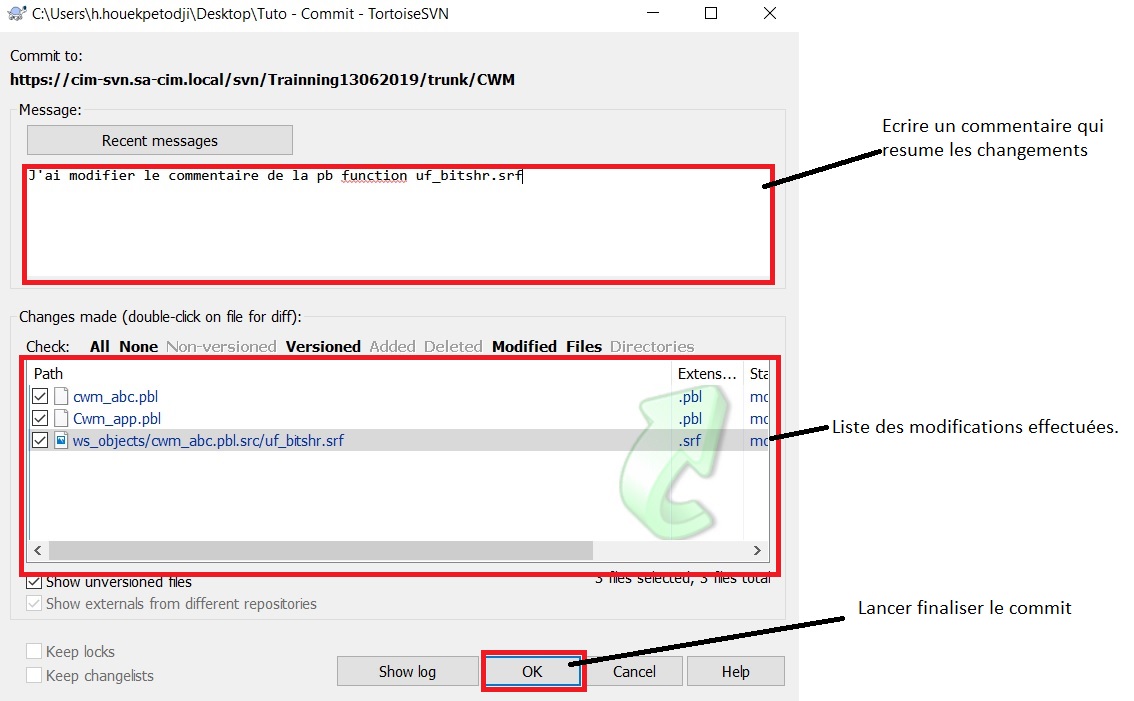 C:\Users\h.houekpetodji\Desktop\Tuto - Commit - TortoiseSVN
Commit to:
https://cim-svn.sa-cim.local/svn/Trainning13062019/trunk/CWM
Message:
Recent messages
J'ai modifier le commentaire de la pb function uf_bitshr.srf
Ecrire un commentaire qui
resume les changements
Changes made (double-click on file for diff):
Check: All None Non-versioned Versioned Added Deleted Modified Files Directories
Path Extens... Sta
cwm_abc.pbl .pbl mo
Cwm_app.pbl .pbl mo
ws_objects/cwm_abc.pbl.src/uf_bitshr.srf .srf mo
Liste des modifications effectuées.
Show unversioned files 3 files selected, 3 files total
Show externals from different repositories
Lancer finaliser le commit
Keep locks
Keep changelists
Show log OK Cancel Help